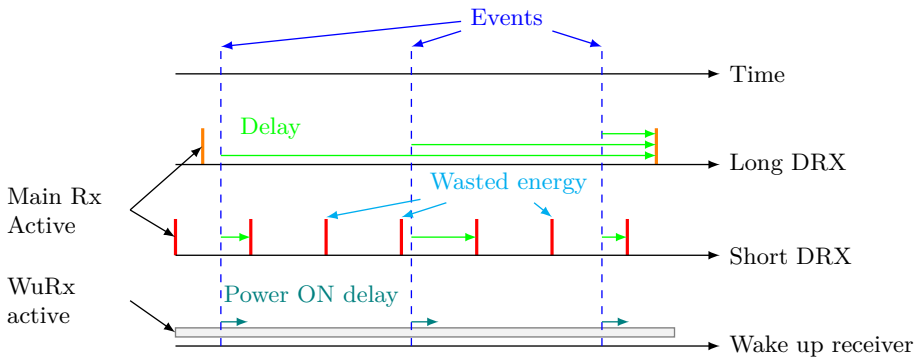 Events
Time
Delay
Long DRX
Wasted energy
Main Rx
Active
Short DRX
WuRx
active
Power ON delay
Wake up receiver